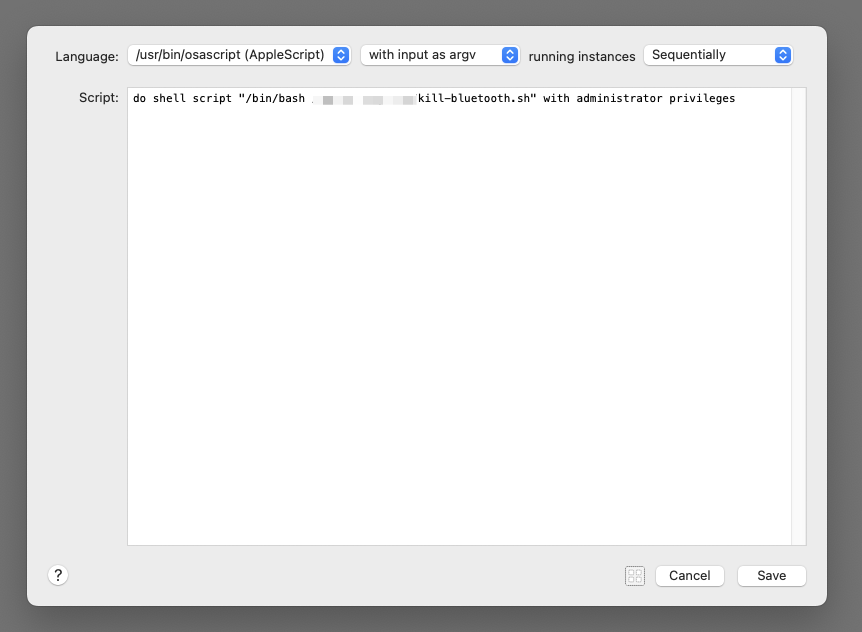 Language: /usr/bin/osascript (AppleScript) with input as argv running instances Sequentially
Script: do shell script "/bin/bash kill-bluetooth.sh" with administrator privileges
? Cancel Save